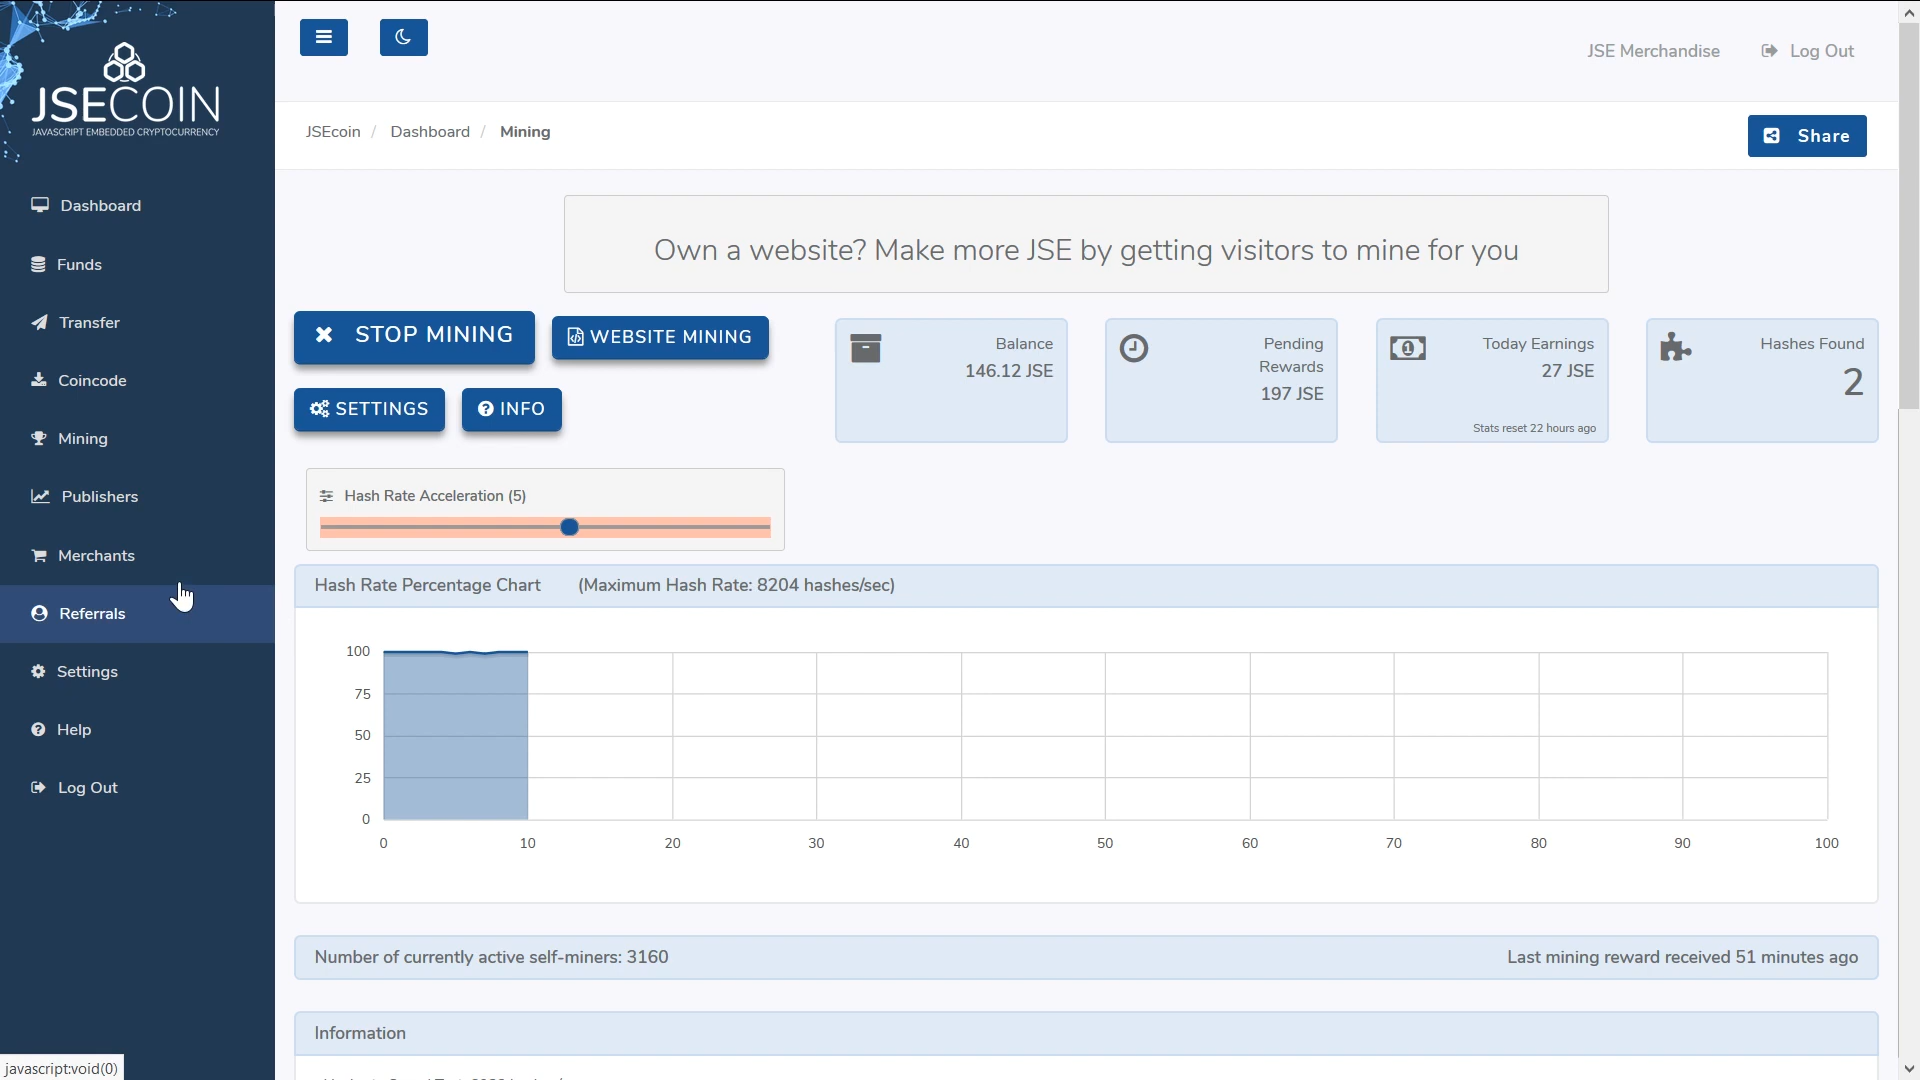 JSECOIN
JAVASCRIPT EMBEDDED CRYPTOCURRENCY
Dashboard
Funds
Transfer
Coincode
Mining
Publishers
Merchants
Referrals
Settings
Help
Log Out
javascript:void(0)
JSE Merchandise
Log Out
JSEcoin / Dashboard / Mining
Share
Own a website? Make more JSE by getting visitors to mine for you
STOP MINING
WEBSITE MINING
SETTINGS
INFO
Balance
146.12 JSE
Pending
Rewards
197 JSE
Today Earnings
27 JSE
Stats reset 22 hours ago
Hashes Found
2
Hash Rate Acceleration (5)
Hash Rate Percentage Chart (Maximum Hash Rate: 8204 hashes/sec)
100
75
50
25
0
0 10 20 30 40 50 60 70 80 90 100
Number of currently active self-miners: 3160
Last mining reward received 51 minutes ago
Information